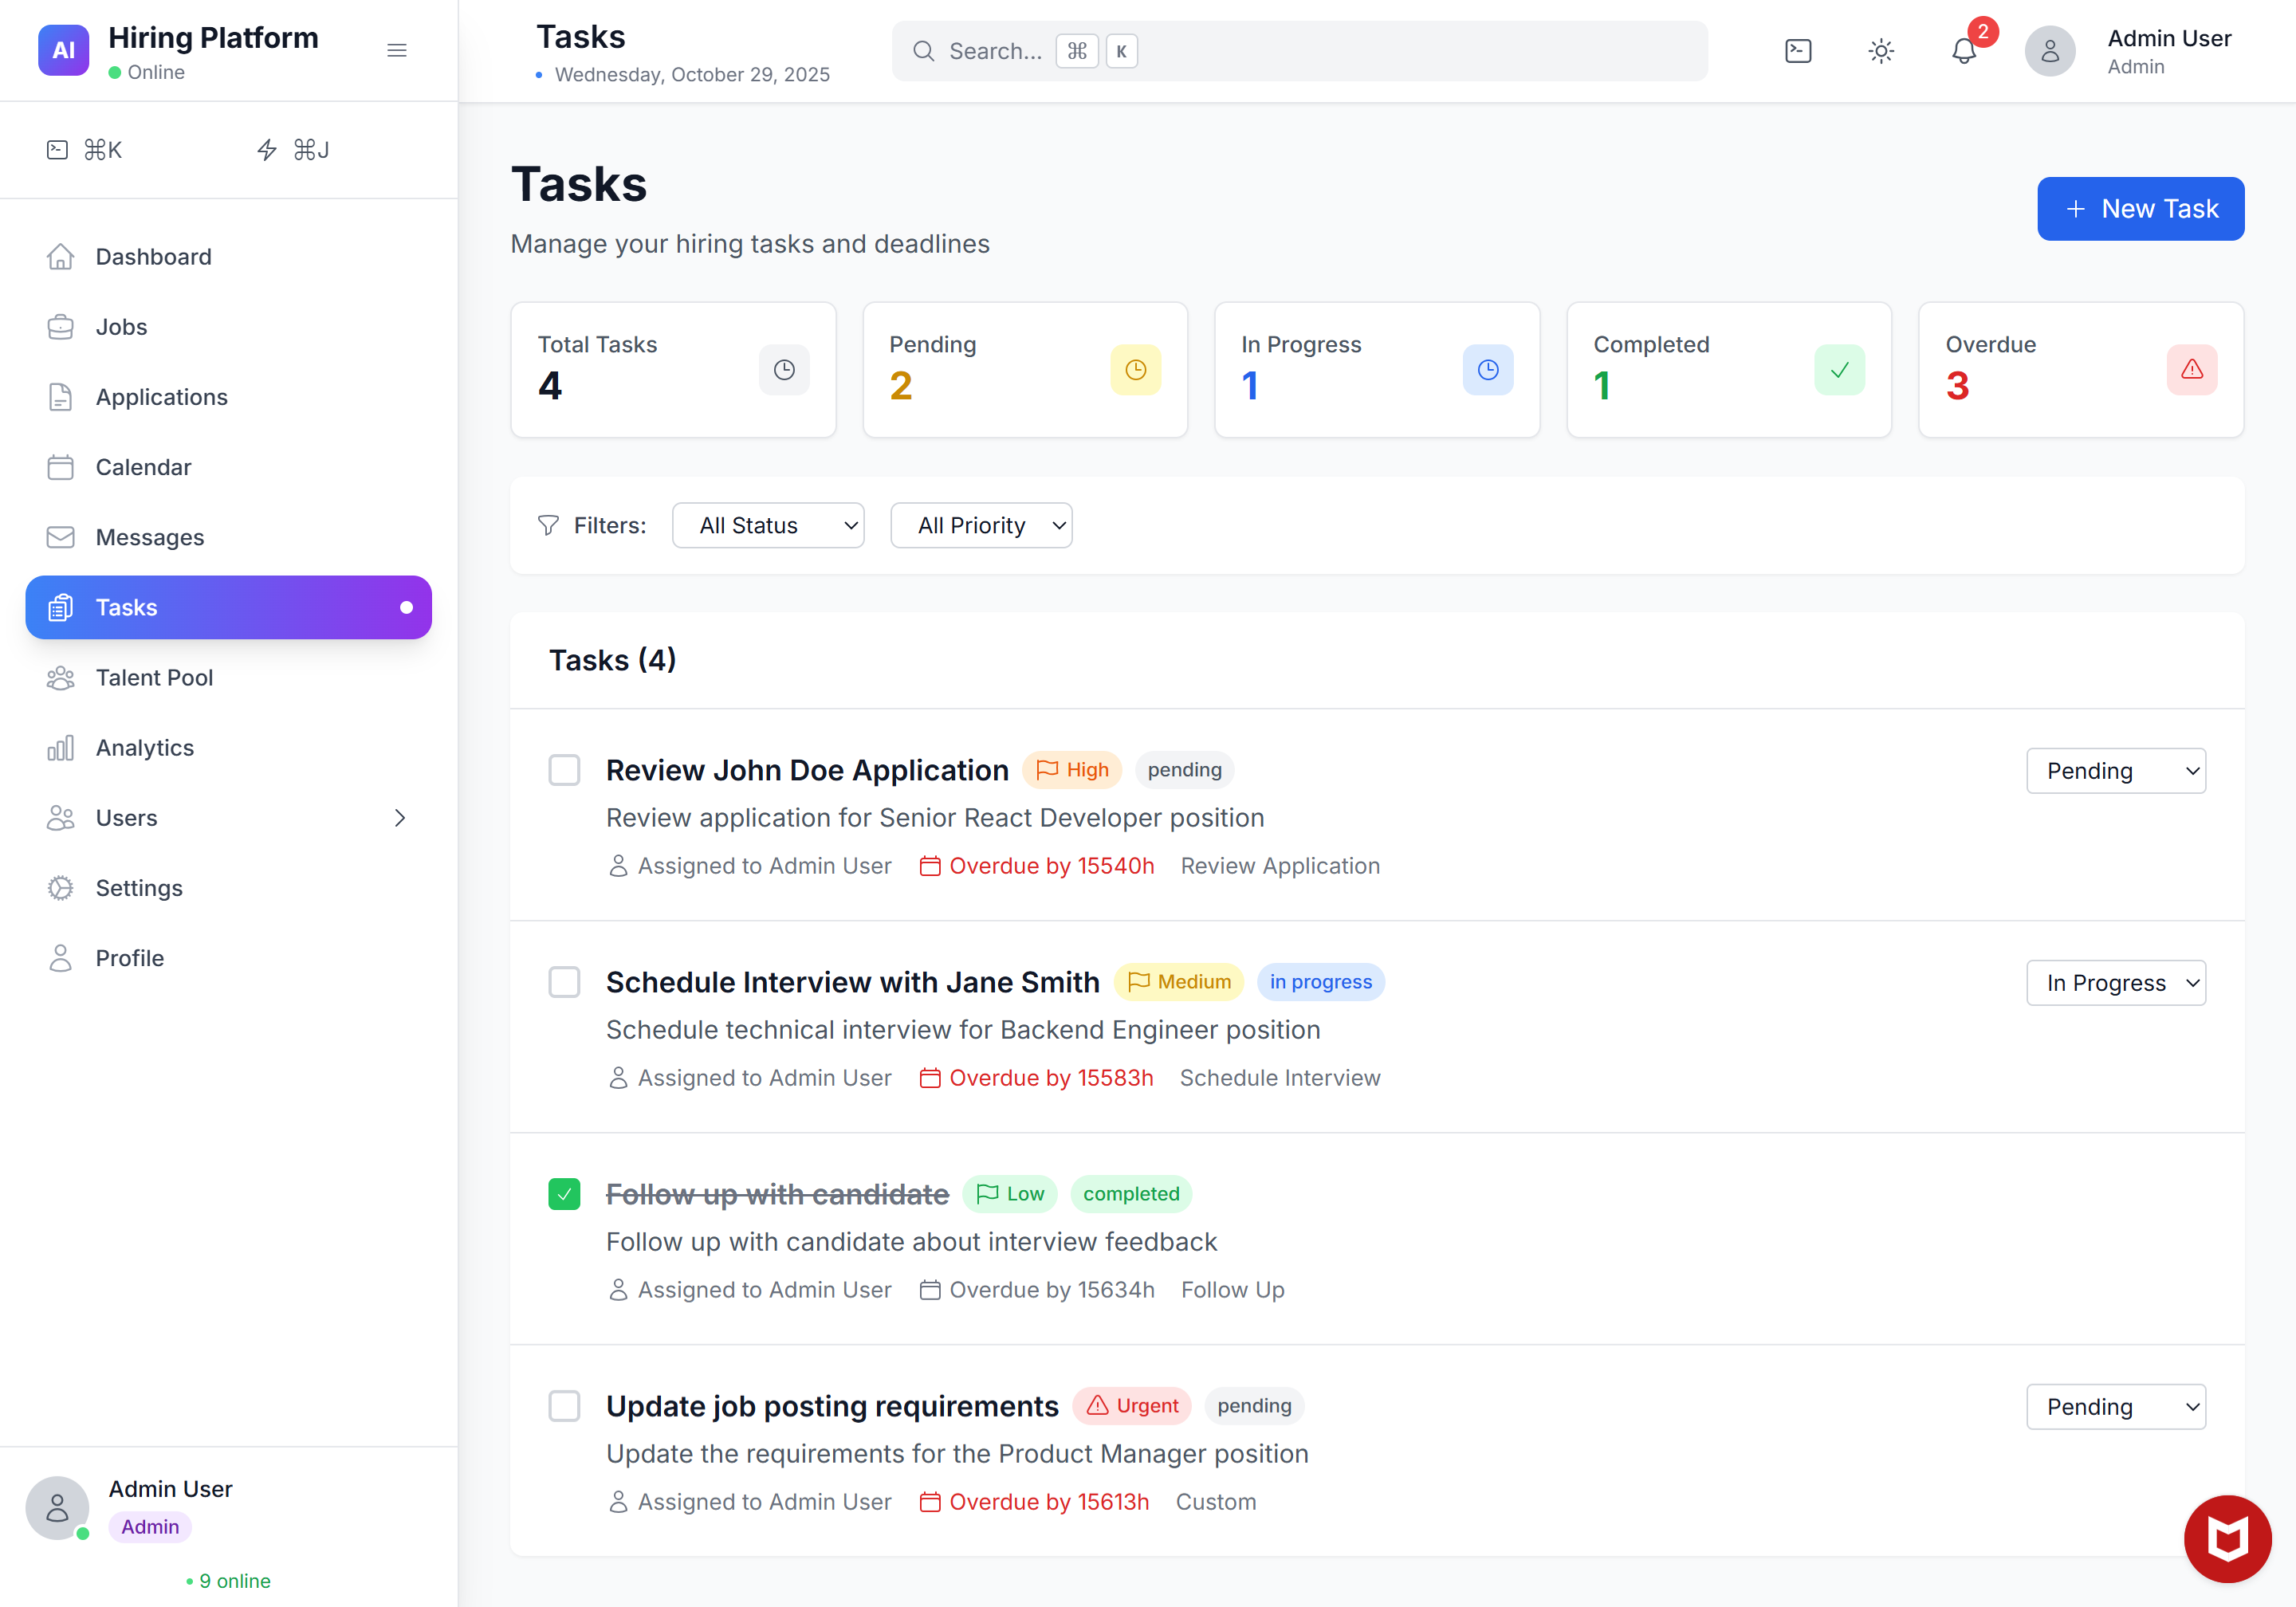 AI
Hiring Platform
Online
⌘K
⌘J
Dashboard
Jobs
Applications
Calendar
Messages
Tasks
Talent Pool
Analytics
Users
Settings
Profile
Admin User
Admin
9 online
Tasks
Wednesday, October 29, 2025
Search... ⌘ K
2
Admin User
Admin
Tasks
Manage your hiring tasks and deadlines
New Task
Total Tasks
4
Pending
2
In Progress
1
Completed
1
Overdue
3
Filters: All Status All Priority
Tasks (4)
Review John Doe Application High pending Pending
Review application for Senior React Developer position
Assigned to Admin User Overdue by 15540h Review Application
Schedule Interview with Jane Smith Medium in progress In Progress
Schedule technical interview for Backend Engineer position
Assigned to Admin User Overdue by 15583h Schedule Interview
Follow up with candidate Low completed
Follow up with candidate about interview feedback
Assigned to Admin User Overdue by 15634h Follow Up
Update job posting requirements Urgent pending Pending
Update the requirements for the Product Manager position
Assigned to Admin User Overdue by 15613h Custom